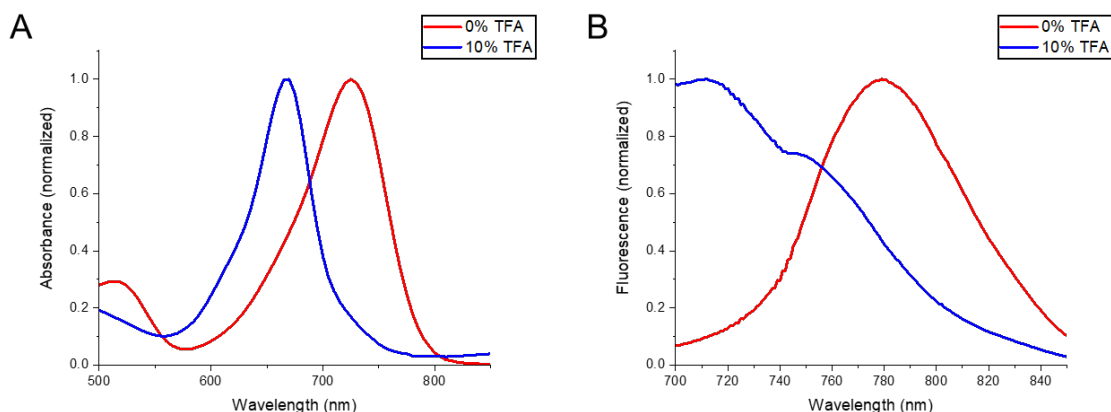 A
0% TFA
10% TFA
1.0
0.8
0.6
0.4
0.2
0.0
Absorbance (normalized)
500 600 700 800
Wavelength (nm)
B
0% TFA
10% TFA
1.0
0.8
0.6
0.4
0.2
0.0
Fluorescence (normalized)
700 720 740 760 780 800 820 840
Wavelength (nm)